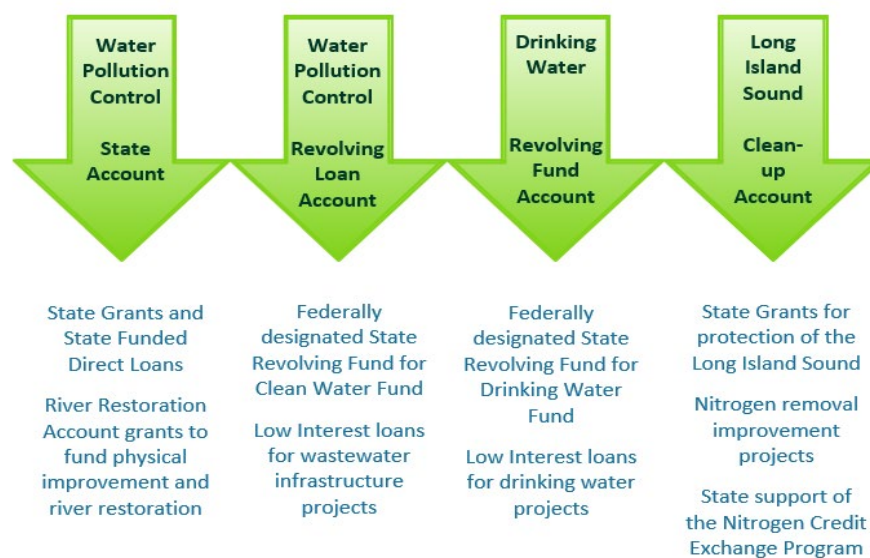 Water
Pollution
Control
State
Account
Water
Pollution
Control
Revolving
Loan
Account
Drinking
Water
Revolving
Fund
Account
Long
Island
Sound
Clean-
up
Account
State Grants and
State Funded
Direct Loans
River Restoration
Account grants to
fund physical
improvement and
river restoration
Federally
designated State
Revolving Fund for
Clean Water Fund
Low Interest loans
for wastewater
infrastructure
projects
Federally
designated State
Revolving Fund for
Drinking Water
Fund
Low Interest loans
for drinking water
projects
State Grants for
protection of the
Long Island Sound
Nitrogen removal
improvement
projects
State support of
the Nitrogen Credit
Exchange Program